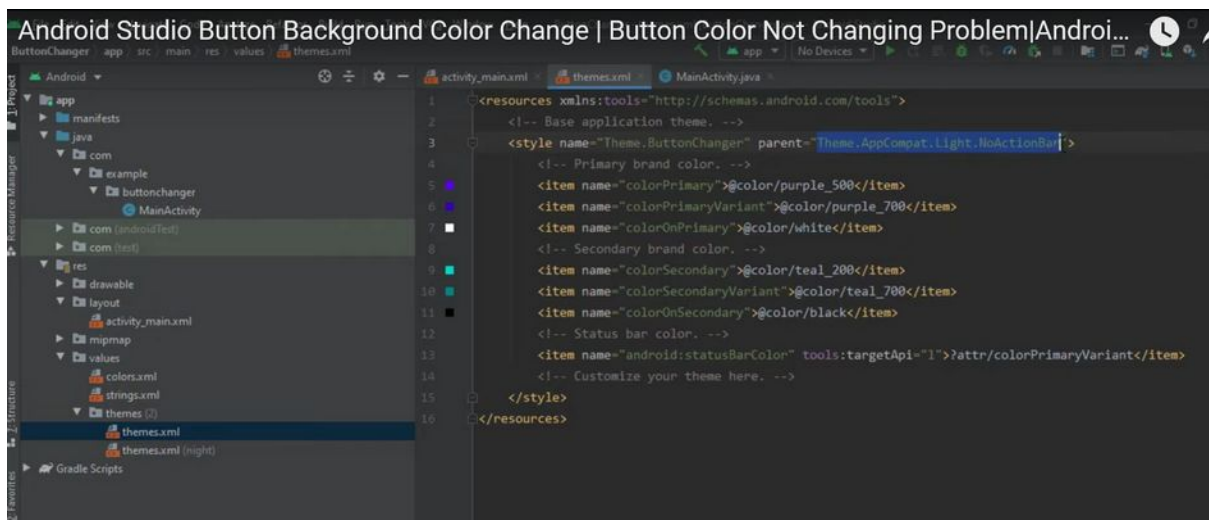 Android Studio Button Background Color Change | Button Color Not Changing Problem|Androi...
ButtonChanger app src main res values themes.xml
app No Devices
Android
activity_main.xml themes.xml MainActivity.java
1: Project
Resource Manager
Z: Structure
2: Favorites
app
manifests
java
com
example
buttonchanger
MainActivity
com (androidTest)
com (test)
res
drawable
layout
activity_main.xml
mipmap
values
colors.xml
strings.xml
themes (2)
themes.xml
themes.xml (night)
Gradle Scripts
1 <resources xmlns:tools="http://schemas.android.com/tools">
2 <!-- Base application theme. -->
3 <style name="Theme.ButtonChanger" parent="Theme.AppCompat.Light.NoActionBar">
4 <!-- Primary brand color. -->
5 <item name="colorPrimary">@color/purple_500</item>
6 <item name="colorPrimaryVariant">@color/purple_700</item>
7 <item name="colorOnPrimary">@color/white</item>
8 <!-- Secondary brand color. -->
9 <item name="colorSecondary">@color/teal_200</item>
10 <item name="colorSecondaryVariant">@color/teal_700</item>
11 <item name="colorOnSecondary">@color/black</item>
12 <!-- Status bar color. -->
13 <item name="android:statusBarColor" tools:targetApi="l">?attr/colorPrimaryVariant</item>
14 <!-- Customize your theme here. -->
15 </style>
16 </resources>